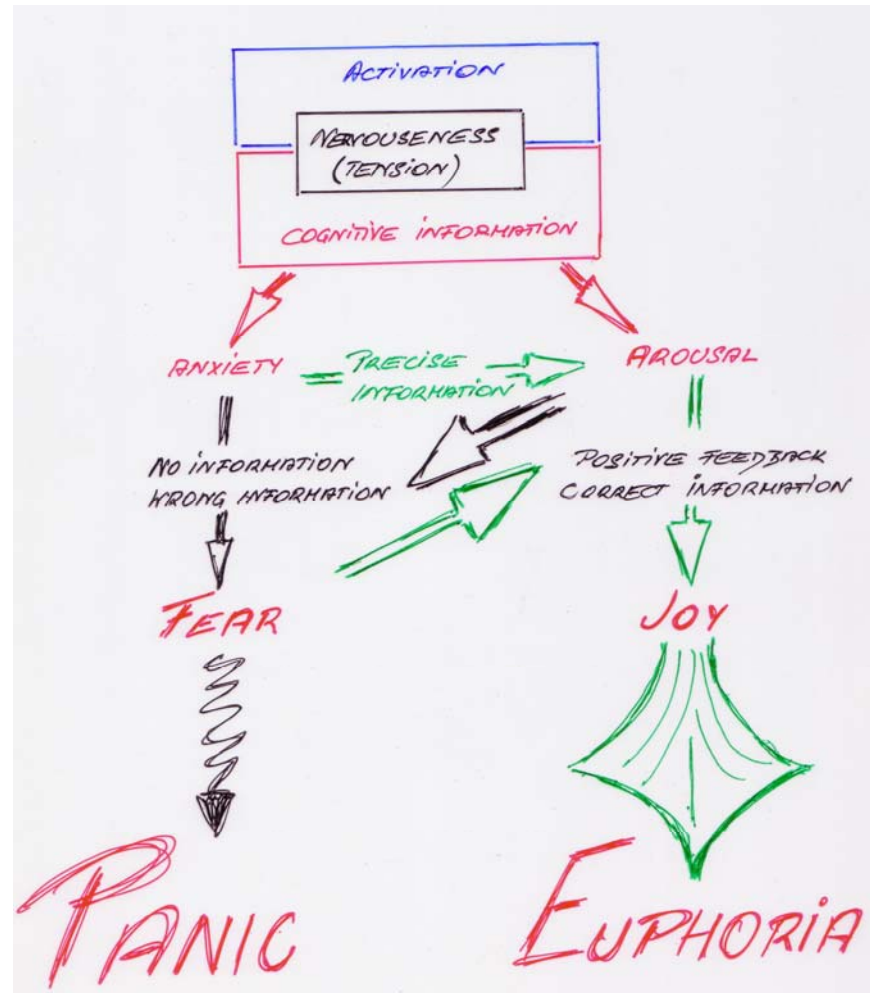 ACTIVATION
NERVOUSENESS
(TENSION)
COGNITIVE INFORMATION
ANXIETY
PRECISE
INFORMATION
AROUSAL
NO INFORMATION
WRONG INFORMATION
POSITIVE FEEDBACK
CORRECT INFORMATION
FEAR
JOY
PANIC
EUPHORIA